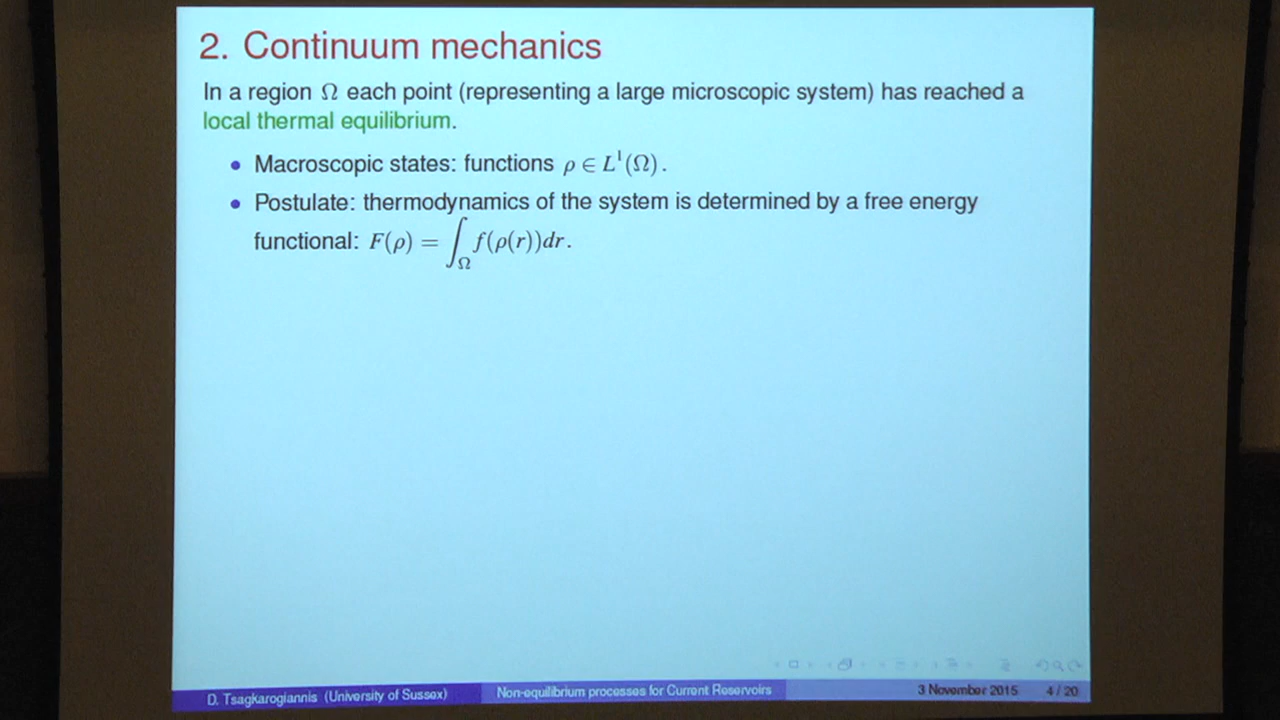 2. Continuum mechanics
In a region Ω each point (representing a large microscopic system) has reached a
local thermal equilibrium.
• Macroscopic states: functions ρ ∈ L¹(Ω).
• Postulate: thermodynamics of the system is determined by a free energy
functional: F(ρ) = ∫_Ω f(ρ(r))dr.
D. Tsagkarogiannis (University of Sussex) Non-equilibrium processes for Current Reservoirs 3 November 2015 4 / 20